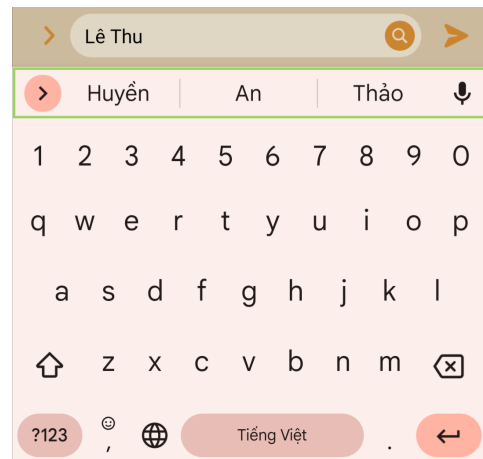 Lê Thu
Huyền An Thảo
1 2 3 4 5 6 7 8 9 0
q w e r t y u i o p
a s d f g h j k l
z x c v b n m
?123 , Tiếng Việt .